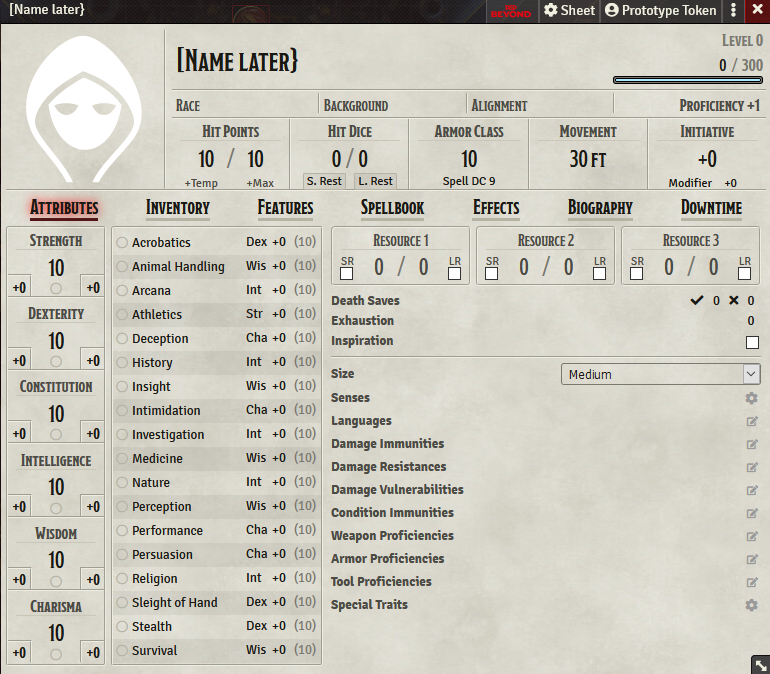 [Name later}
MY BEYOND
Sheet
Prototype Token
[Name later}
Level 0
0 / 300
Race
Background
Alignment
Proficiency +1
Hit Points
10 / 10
+Temp +Max
Hit Dice
0 / 0
S. Rest L. Rest
Armor Class
10
Spell DC 9
Movement
30 ft
Initiative
+0
Modifier +0
Attributes Inventory Features Spellbook Effects Biography Downtime
Strength
10
+0 +0
Dexterity
10
+0 +0
Constitution
10
+0 +0
Intelligence
10
+0 +0
Wisdom
10
+0 +0
Charisma
10
+0 +0
Acrobatics Dex +0 (10)
Animal Handling Wis +0 (10)
Arcana Int +0 (10)
Athletics Str +0 (10)
Deception Cha +0 (10)
History Int +0 (10)
Insight Wis +0 (10)
Intimidation Cha +0 (10)
Investigation Int +0 (10)
Medicine Wis +0 (10)
Nature Int +0 (10)
Perception Wis +0 (10)
Performance Cha +0 (10)
Persuasion Cha +0 (10)
Religion Int +0 (10)
Sleight of Hand Dex +0 (10)
Stealth Dex +0 (10)
Survival Wis +0 (10)
Resource 1
SR 0 / 0 LR
Resource 2
SR 0 / 0 LR
Resource 3
SR 0 / 0 LR
Death Saves 0 0
Exhaustion 0
Inspiration
Size Medium
Senses
Languages
Damage Immunities
Damage Resistances
Damage Vulnerabilities
Condition Immunities
Weapon Proficiencies
Armor Proficiencies
Tool Proficiencies
Special Traits